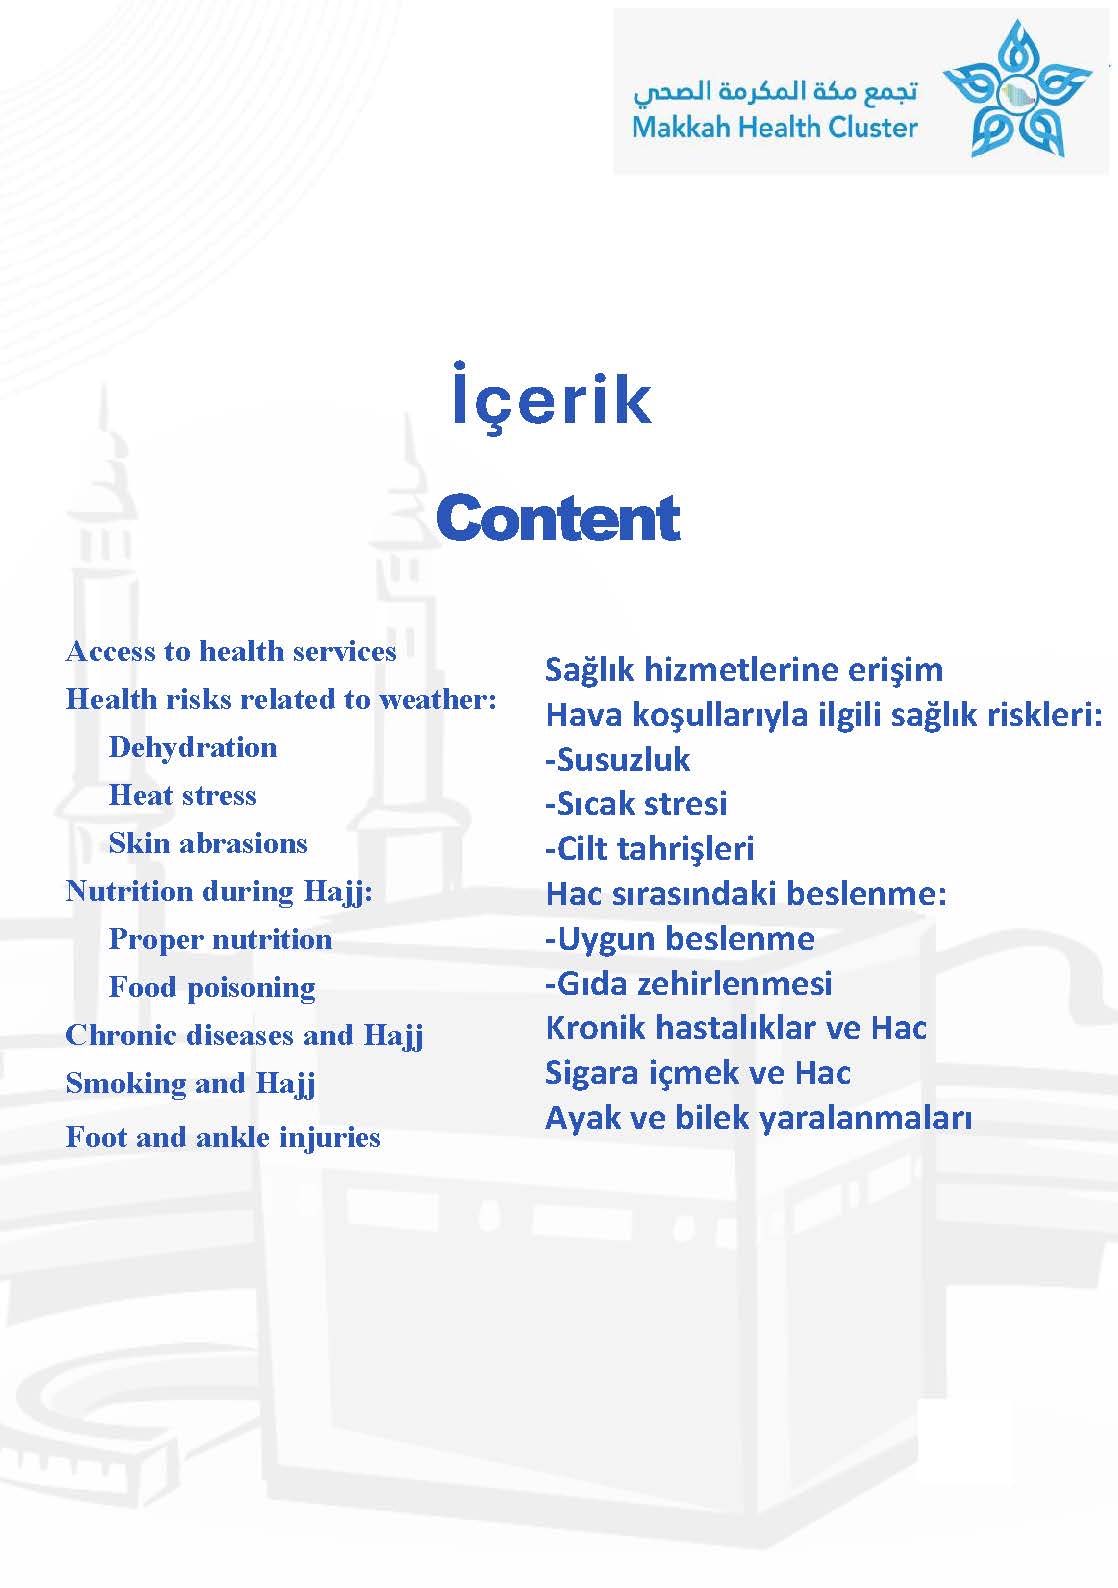 تجمع مكة المكرمة الصحي
Makkah Health Cluster
İçerik
Content
Access to health services
Health risks related to weather:
Dehydration
Heat stress
Skin abrasions
Nutrition during Hajj:
Proper nutrition
Food poisoning
Chronic diseases and Hajj
Smoking and Hajj
Foot and ankle injuries
Sağlık hizmetlerine erişim
Hava koşullarıyla ilgili sağlık riskleri:
-Susuzluk
-Sıcak stresi
-Cilt tahrişleri
Hac sırasındaki beslenme:
-Uygun beslenme
-Gıda zehirlenmesi
Kronik hastalıklar ve Hac
Sigara içmek ve Hac
Ayak ve bilek yaralanmaları